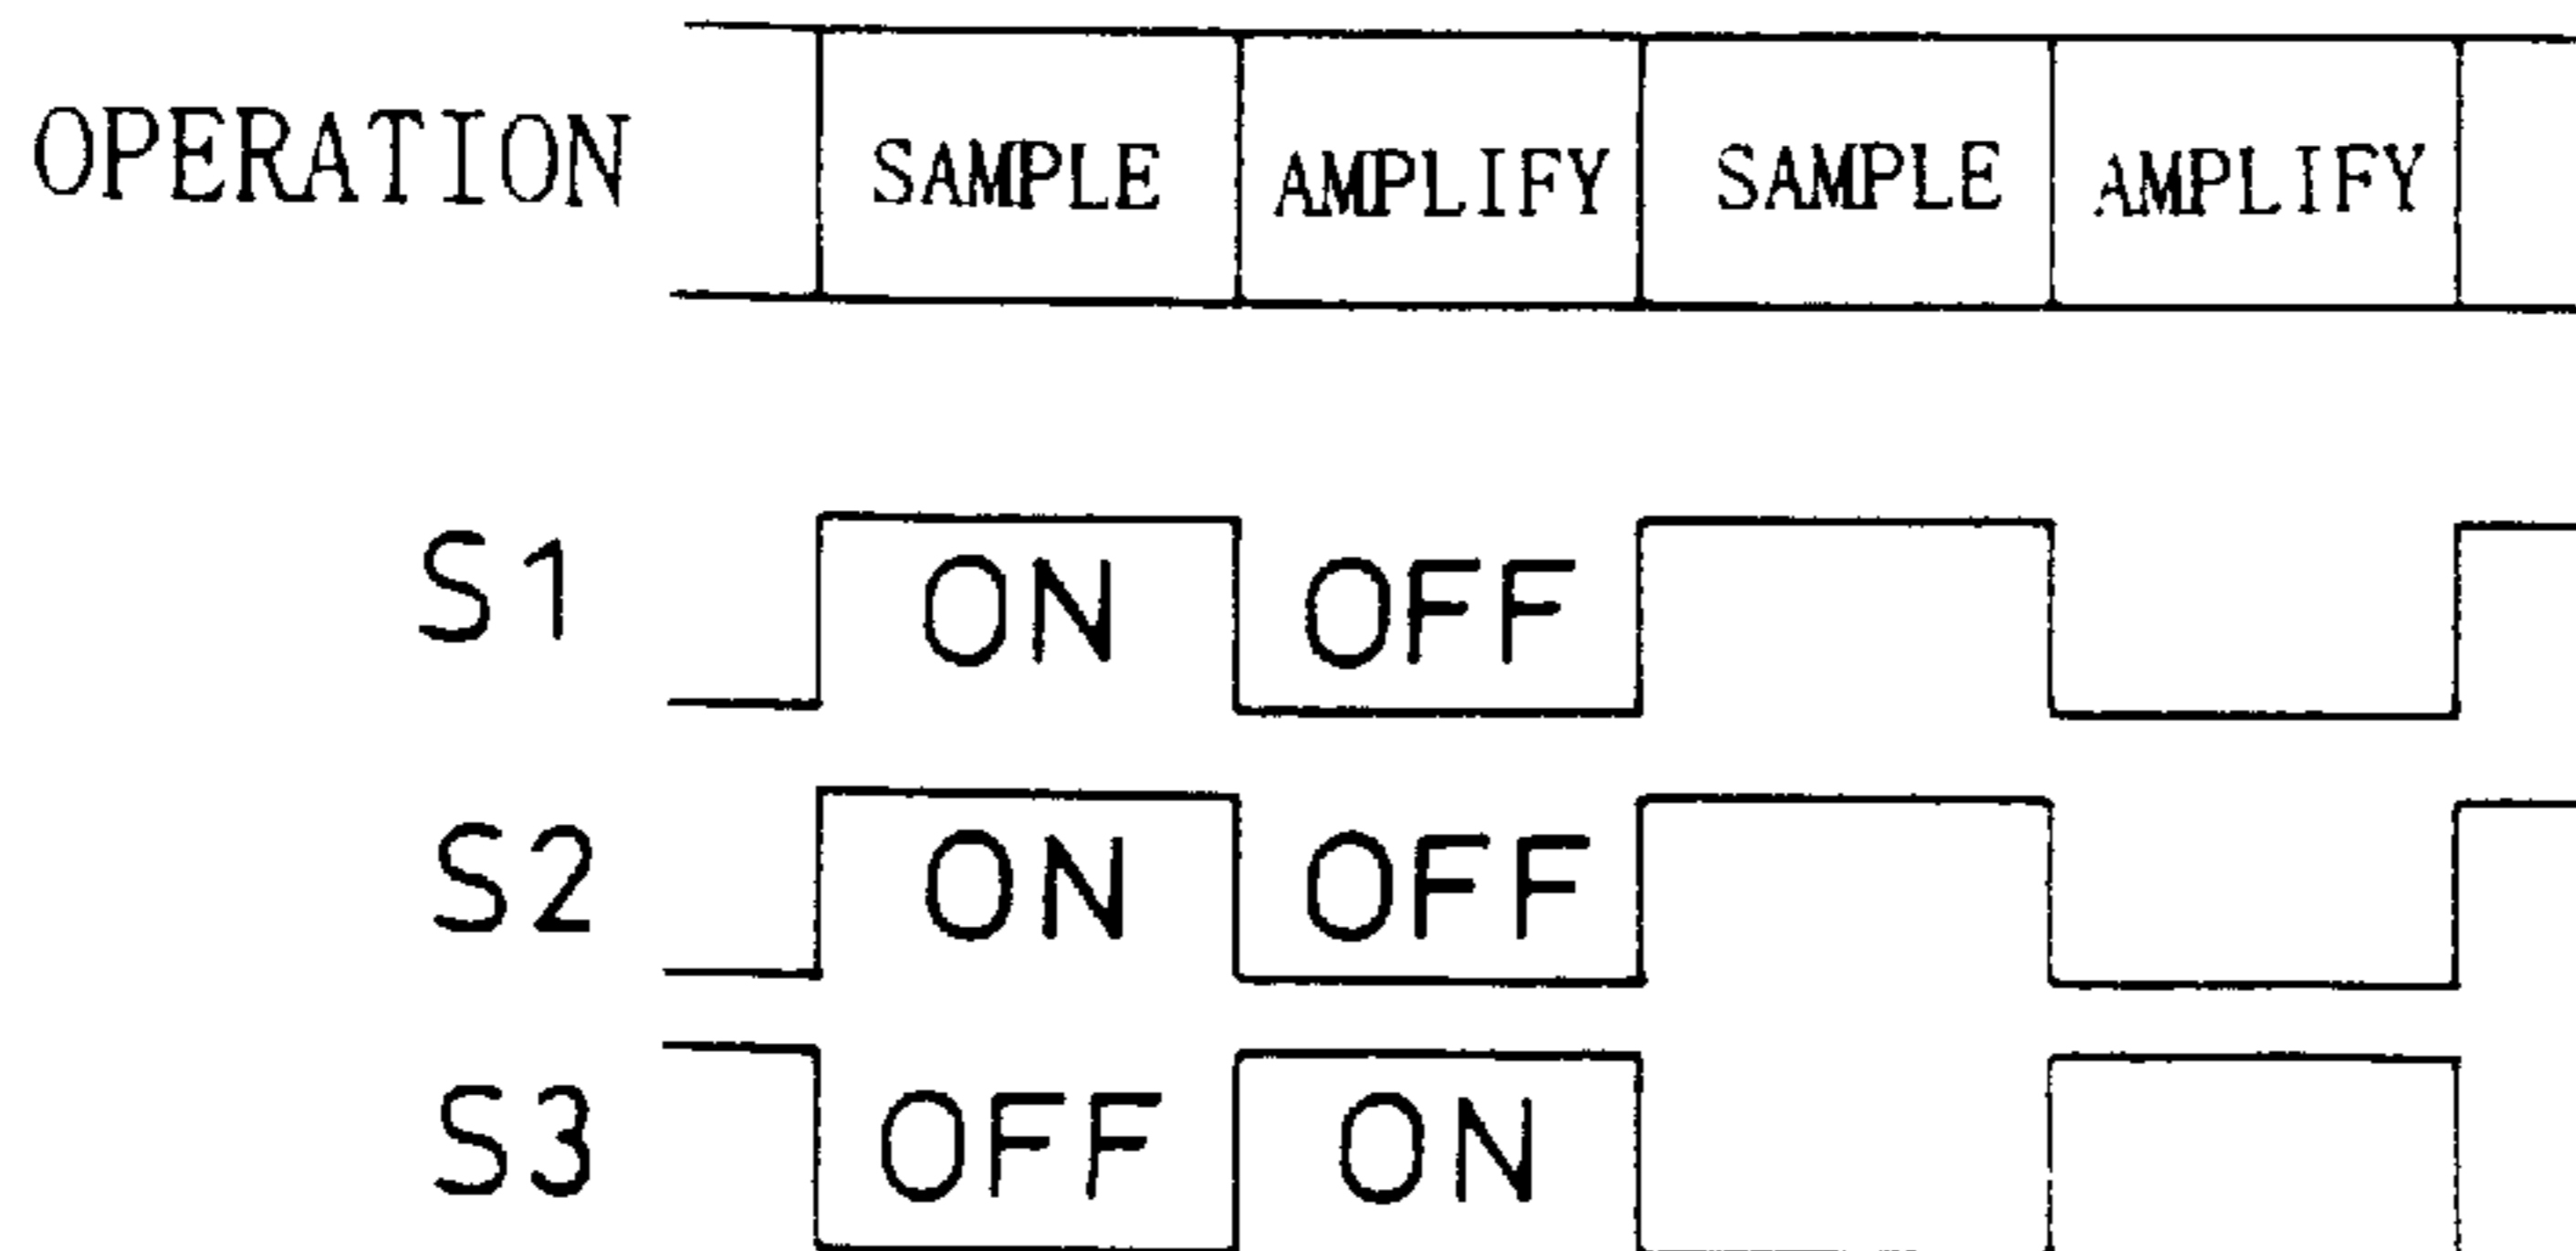 OPERATION SAMPLE AMPLIFY SAMPLE AMPLIFY
S1 ON OFF
S2 ON OFF
S3 OFF ON